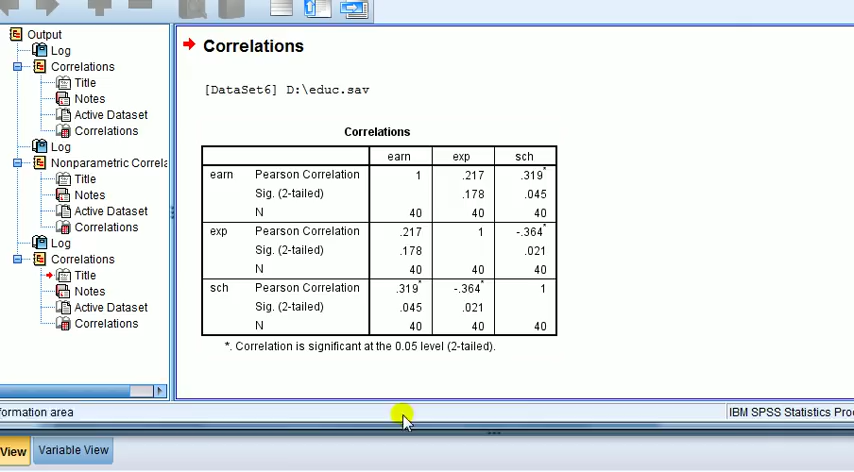 Output
Log
Correlations
Title
Notes
Active Dataset
Correlations
Log
Nonparametric Correla
Title
Notes
Active Dataset
Correlations
Log
Correlations
Title
Notes
Active Dataset
Correlations
Correlations
[DataSet6] D:\educ.sav
Correlations
earn exp sch
earn Pearson Correlation 1 .217 .319*
Sig. (2-tailed) .178 .045
N 40 40 40
exp Pearson Correlation .217 1 -.364*
Sig. (2-tailed) .178 .021
N 40 40 40
sch Pearson Correlation .319* -.364* 1
Sig. (2-tailed) .045 .021
N 40 40 40
*. Correlation is significant at the 0.05 level (2-tailed).
formation area
IBM SPSS Statistics Proc
View
Variable View